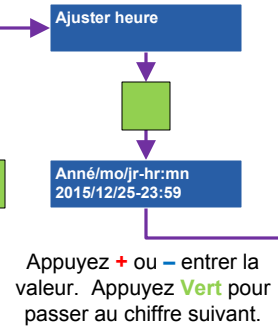 Ajuster heure
Anné/mo/jr-hr:mn
2015/12/25-23:59
Appuyez + ou – entrer la
valeur. Appuyez Vert pour
passer au chiffre suivant.